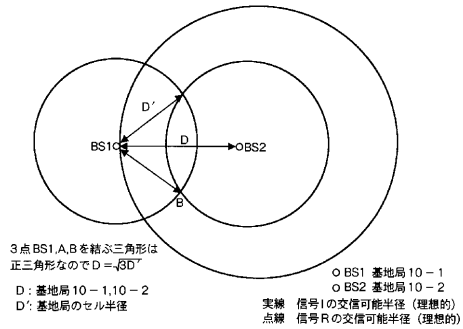 D'
D
BS1
BS2
B
3点BS1,A,Bを結ぶ三角形は
正三角形なのでD=√3D'
D：基地局10－1,10－2
D'：基地局のセル半径
BS1 基地局10－1
BS2 基地局10－2
実線 信号Iの交信可能半径（理想的）
点線 信号Rの交信可能半径（理想的）